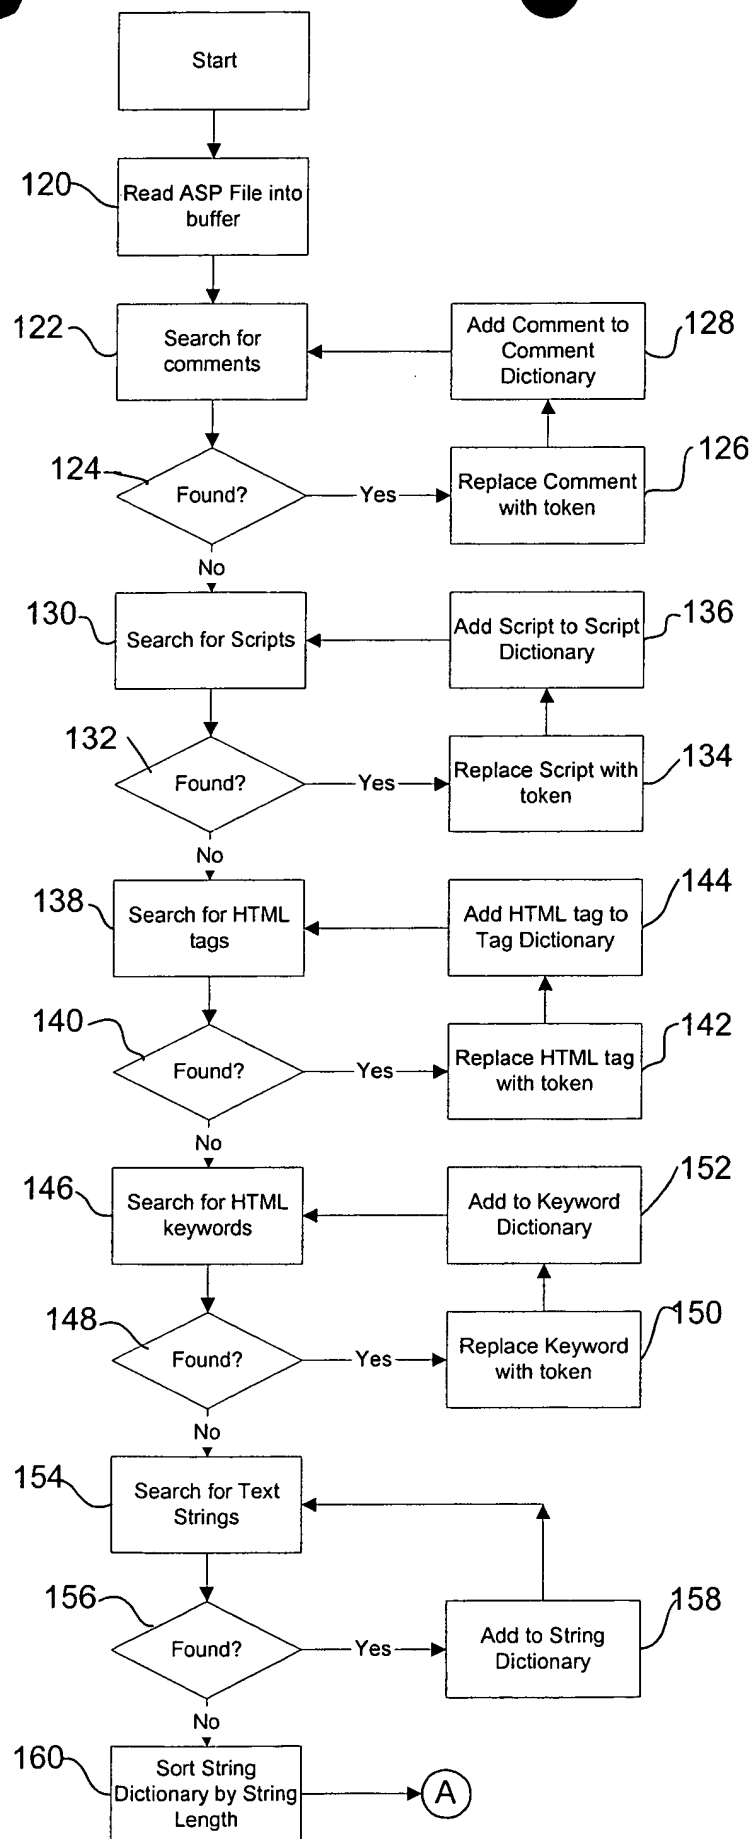 Start
120
Read ASP File into
buffer
122
Search for
comments
Add Comment to
Comment
Dictionary
128
124
Found?
Yes
Replace Comment
with token
126
No
130
Search for Scripts
Add Script to Script
Dictionary
136
132
Found?
Yes
Replace Script with
token
134
No
138
Search for HTML
tags
Add HTML tag to
Tag Dictionary
144
140
Found?
Yes
Replace HTML tag
with token
142
No
146
Search for HTML
keywords
Add to Keyword
Dictionary
152
148
Found?
Yes
Replace Keyword
with token
150
No
154
Search for Text
Strings
156
Found?
Yes
Add to String
Dictionary
158
No
160
Sort String
Dictionary by String
Length
A